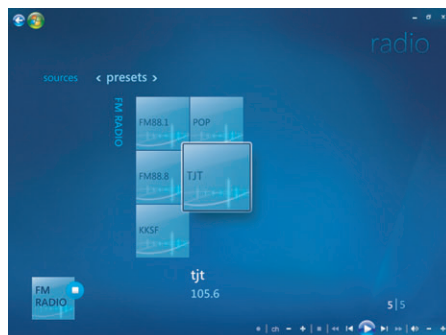 radio
sources < presets >
FM RADIO
FM88.1 POP
FM88.8 TJT
KKSF
tjt
105.6
FM
RADIO
5|5
ch